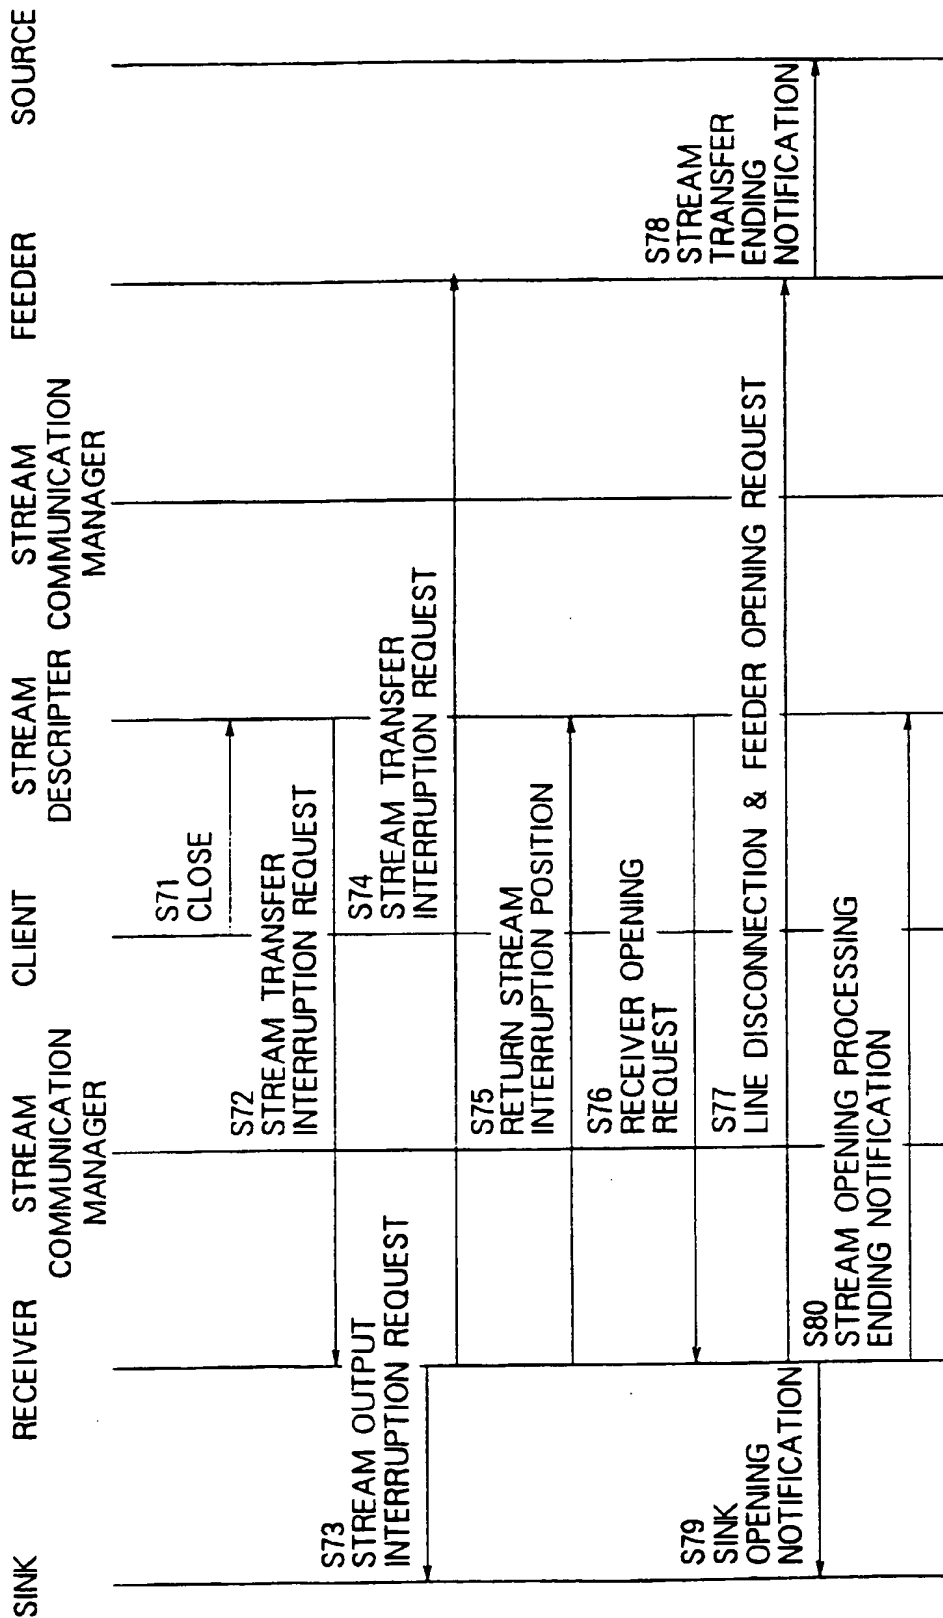 SINK
RECEIVER
STREAM
COMMUNICATION
MANAGER
CLIENT
STREAM
DESCRIPTER
STREAM
COMMUNICATION
MANAGER
FEEDER
SOURCE
S71
CLOSE
S72
STREAM TRANSFER
INTERRUPTION REQUEST
S73
STREAM OUTPUT
INTERRUPTION REQUEST
S74
STREAM TRANSFER
INTERRUPTION REQUEST
S75
RETURN STREAM
INTERRUPTION POSITION
S76
RECEIVER OPENING
REQUEST
S77
LINE DISCONNECTION & FEEDER OPENING REQUEST
S78
STREAM
TRANSFER
ENDING
NOTIFICATION
S79
SINK
OPENING
NOTIFICATION
S80
STREAM OPENING PROCESSING
ENDING NOTIFICATION